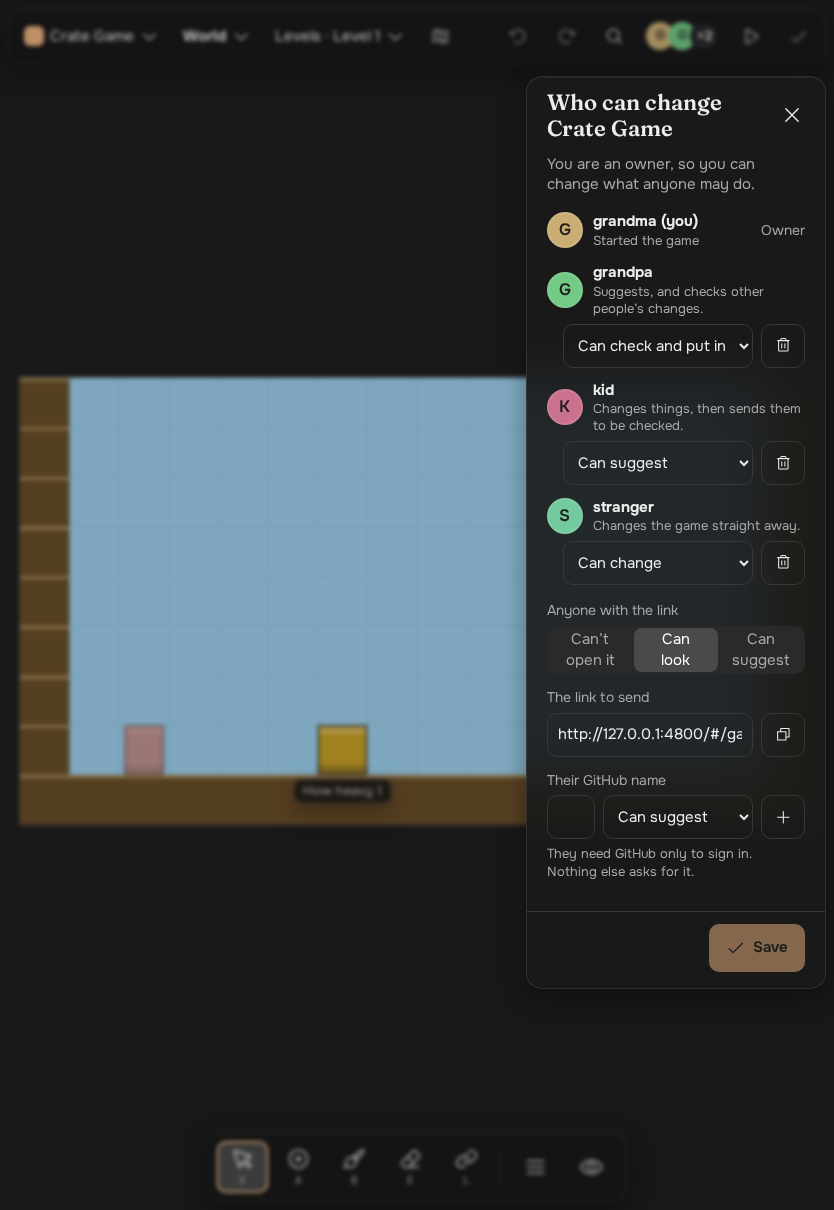 Crate Game
World
Levels · Level 1
+2
Who can change
Crate Game
You are an owner, so you can
change what anyone may do.
G
grandma (you)
Started the game
Owner
G
grandpa
Suggests, and checks other
people's changes.
Can check and put in
K
kid
Changes things, then sends them
to be checked.
Can suggest
S
stranger
Changes the game straight away.
Can change
Anyone with the link
Can't
open it
Can
look
Can
suggest
The link to send
http://127.0.0.1:4800/#/ga
Their GitHub name
Can suggest
They need GitHub only to sign in.
Nothing else asks for it.
Save
How heavy 1
V
A
B
E
L